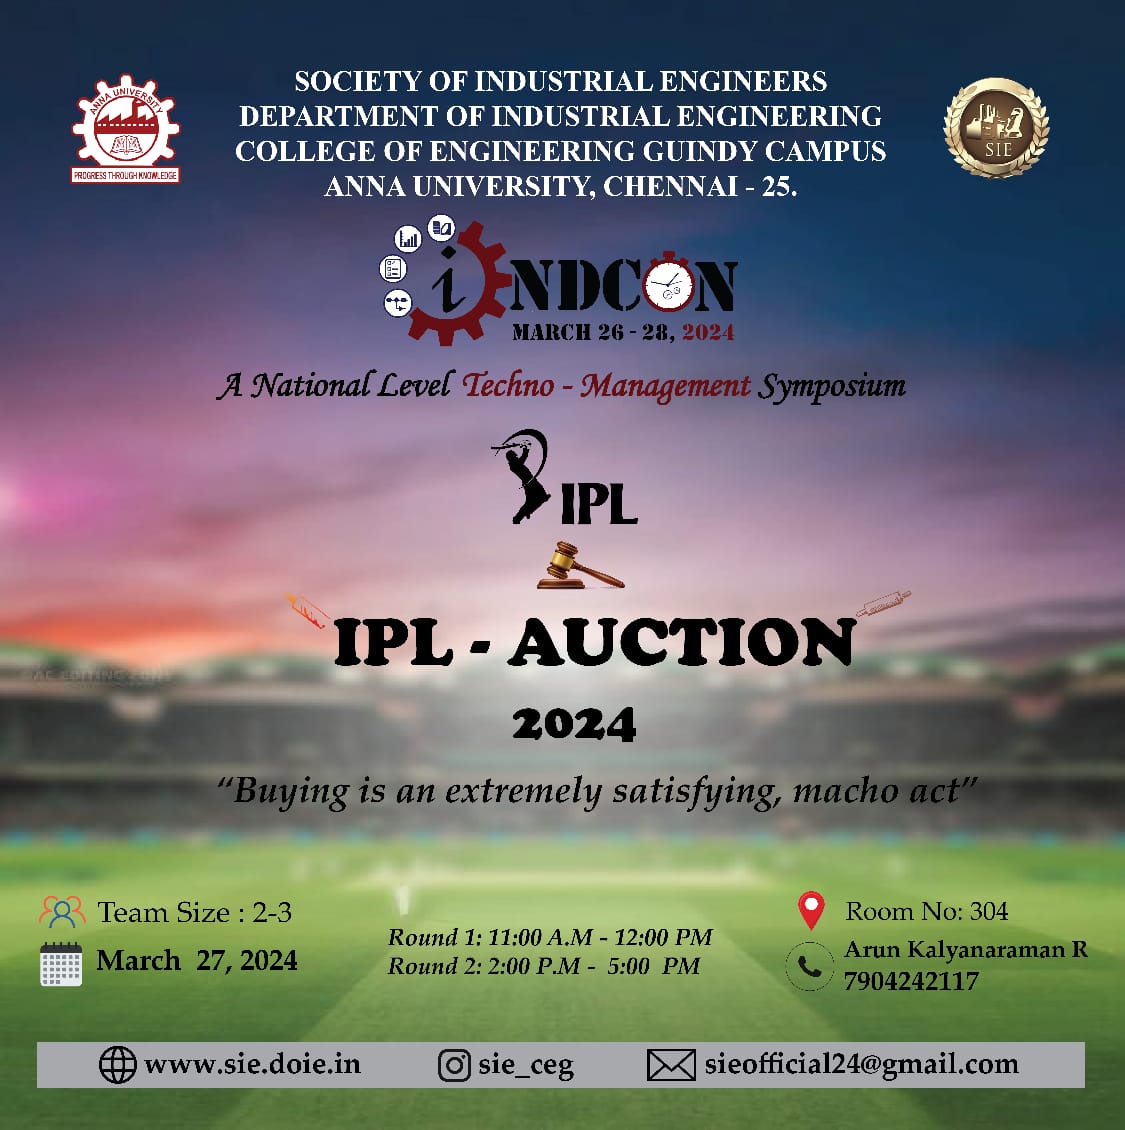 SOCIETY OF INDUSTRIAL ENGINEERS
DEPARTMENT OF INDUSTRIAL ENGINEERING
COLLEGE OF ENGINEERING GUINDY CAMPUS
ANNA UNIVERSITY, CHENNAI - 25.
ANNA UNIVERSITY
PROGRESS THROUGH KNOWLEDGE
SIE
iNDCON
MARCH 26 - 28, 2024
A National Level Techno - Management Symposium
IPL
IPL - AUCTION
2024
“Buying is an extremely satisfying, macho act”
Team Size : 2-3
March 27, 2024
Round 1: 11:00 A.M - 12:00 PM
Round 2: 2:00 P.M - 5:00 PM
Room No: 304
Arun Kalyanaraman R
7904242117
www.sie.doie.in
sie_ceg
sieofficial24@gmail.com